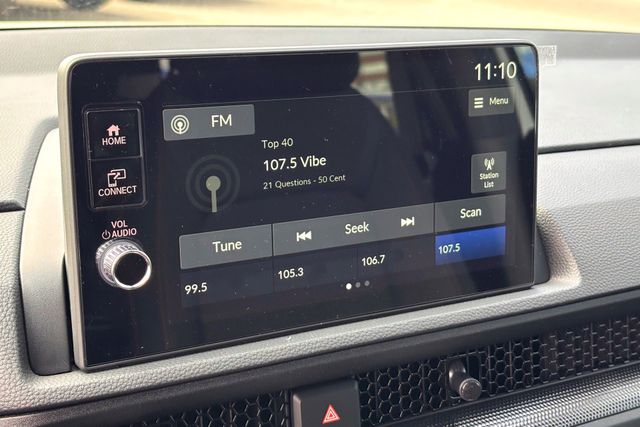 11:10
HOME
CONNECT
VOL
AUDIO
FM
Menu
Top 40
107.5 Vibe
21 Questions - 50 Cent
Station
List
Tune
Seek
Scan
99.5
105.3
106.7
107.5